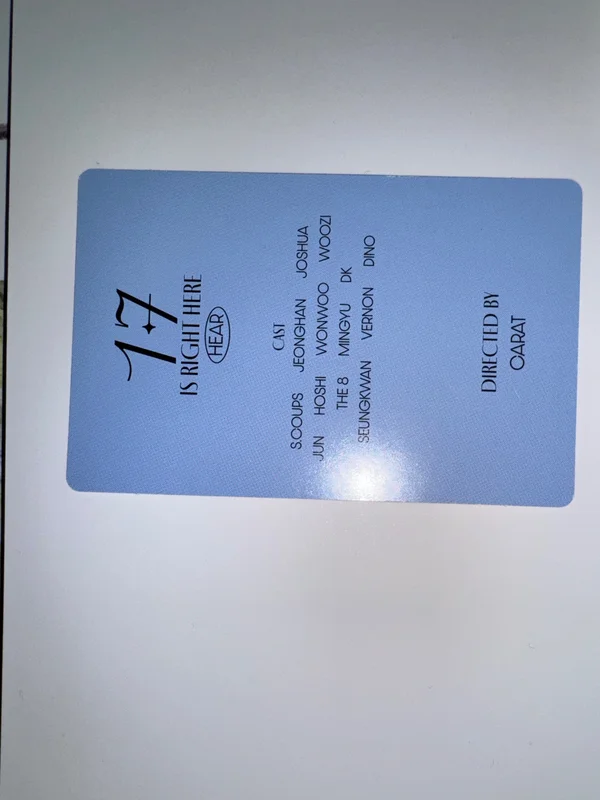 17
IS RIGHT HERE
HEAR
CAST
S.COUPS JEONGHAN JOSHUA
JUN HOSHI WONWOO WOOZI
THE 8 MINGYU DK
SEUNGKWAN VERNON DINO
DIRECTED BY
CARAT